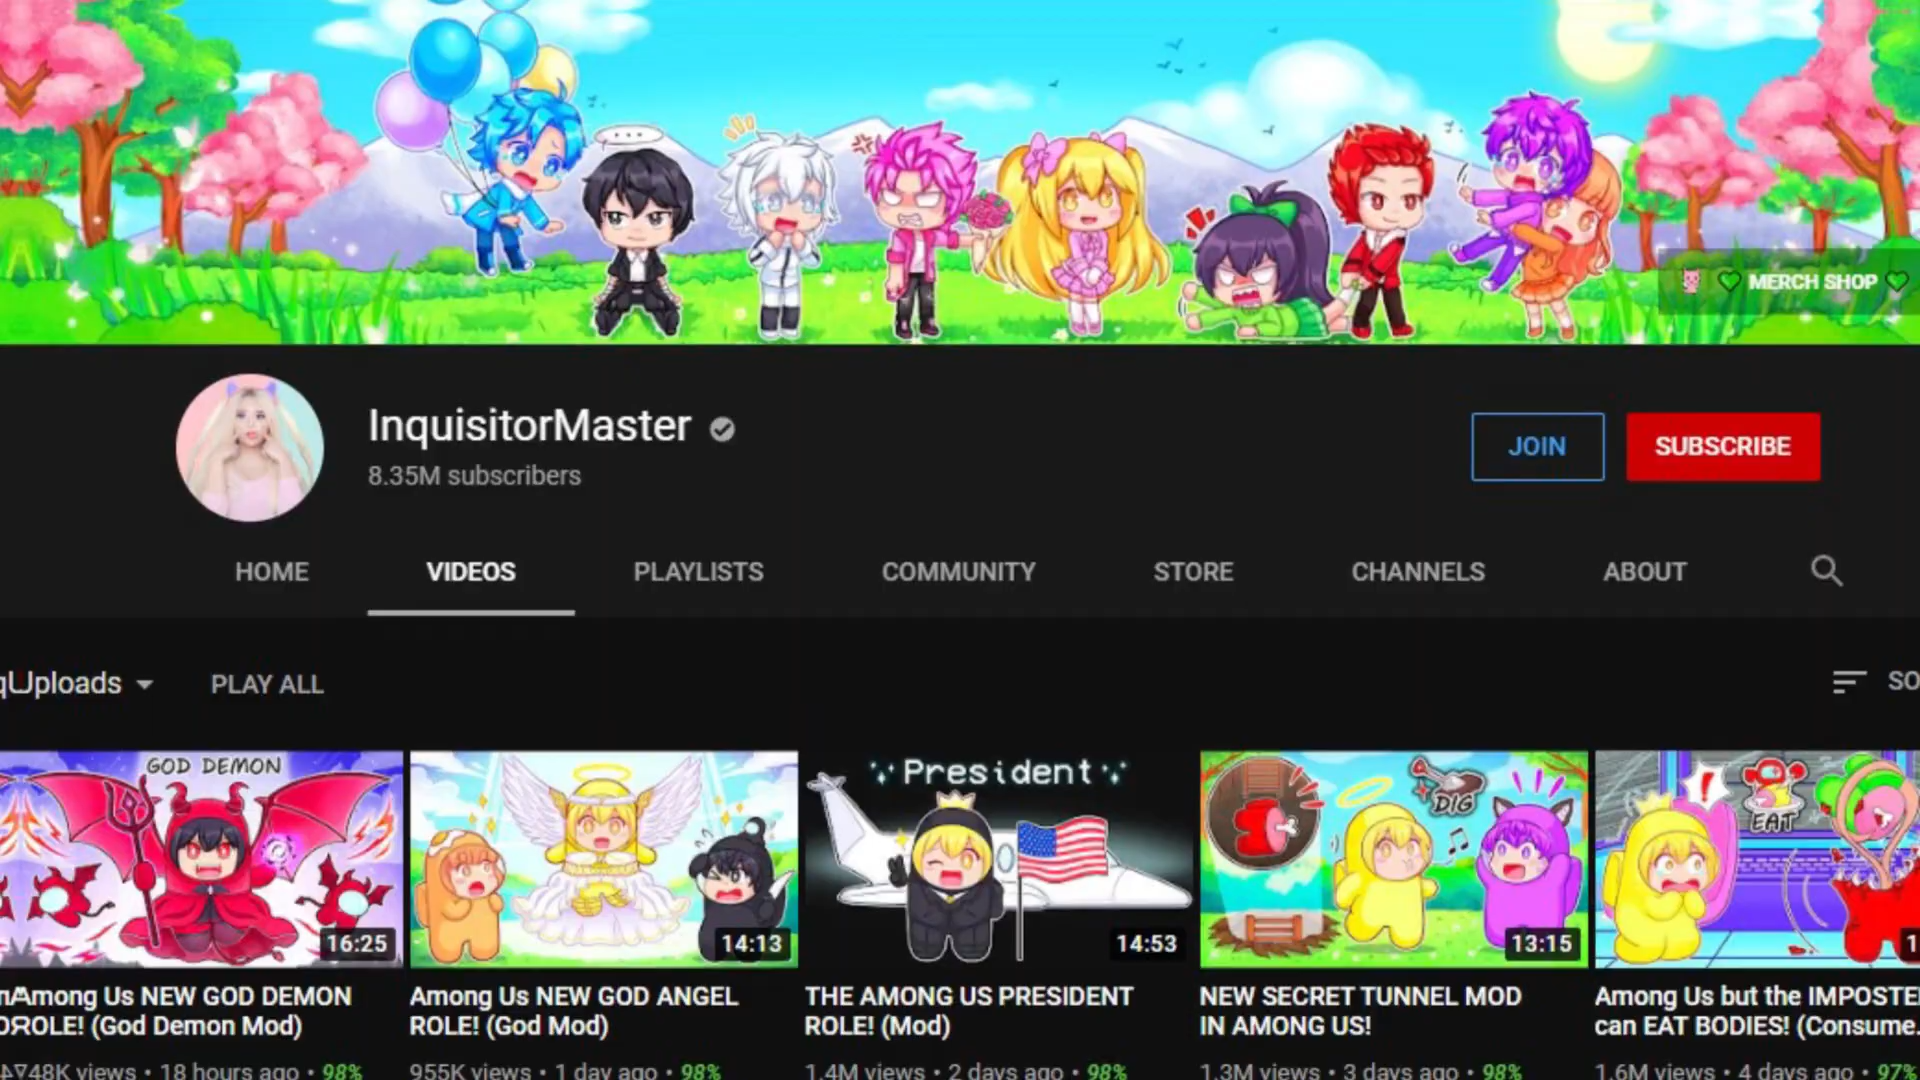 ...
MERCH SHOP
InquisitorMaster
8.35M subscribers
JOIN
SUBSCRIBE
HOME
VIDEOS
PLAYLISTS
COMMUNITY
STORE
CHANNELS
ABOUT
Uploads
PLAY ALL
SO
GOD DEMON
16:25
14:13
President
14:53
DIG
13:15
!
EAT
1
Among Us NEW GOD DEMON
ROLE! (God Demon Mod)
48K views • 18 hours ago • 98%
Among Us NEW GOD ANGEL
ROLE! (God Mod)
955K views • 1 day ago • 98%
THE AMONG US PRESIDENT
ROLE! (Mod)
1.4M views • 2 days ago • 98%
NEW SECRET TUNNEL MOD
IN AMONG US!
1.3M views • 3 days ago • 98%
Among Us but the IMPOSTE
can EAT BODIES! (Consume...
1.6M views • 4 days ago • 97%